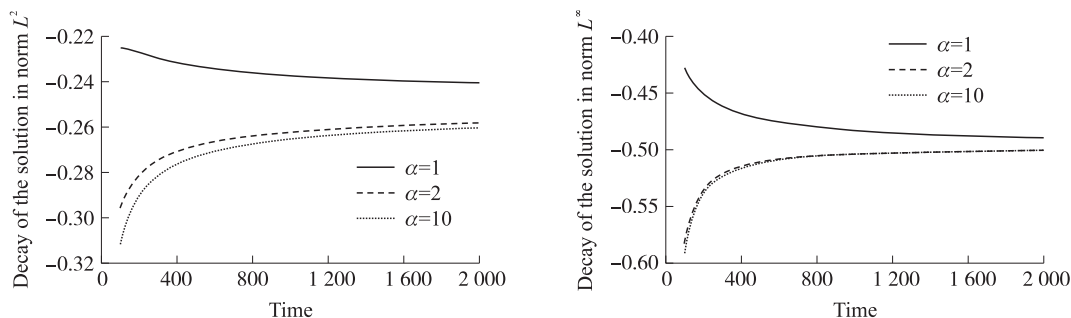 Decay of the solution in norm L²
−0.22
−0.24
−0.26
−0.28
−0.30
−0.32
α=1
α=2
α=10
0
400
800
1 200
1 600
2 000
Time
Decay of the solution in norm L∞
−0.40
−0.45
−0.50
−0.55
−0.60
α=1
α=2
α=10
0
400
800
1 200
1 600
2 000
Time